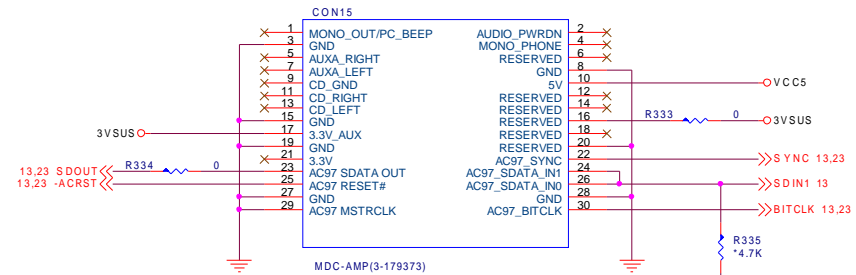 CON15
1 MONO_OUT/PC_BEEP AUDIO_PWRDN 2
3 GND MONO_PHONE 4
5 AUXA_RIGHT RESERVED 6
7 AUXA_LEFT GND 8
9 CD_GND 5V 10 VCC5
11 CD_RIGHT RESERVED 12
13 CD_LEFT RESERVED 14
15 GND RESERVED 16 R333 0 3VSUS
3VSUS 17 3.3V_AUX RESERVED 18
19 GND RESERVED 20
21 3.3V AC97_SYNC 22 SYNC 13,23
13,23 SDOUT R334 0 23 AC97 SDATA OUT AC97_SDATA_IN1 24
13,23 -ACRST 25 AC97 RESET# AC97_SDATA_IN0 26 SDIN1 13
27 GND GND 28
29 AC97 MSTRCLK AC97_BITCLK 30 BITCLK 13,23
R335
*4.7K
MDC-AMP(3-179373)